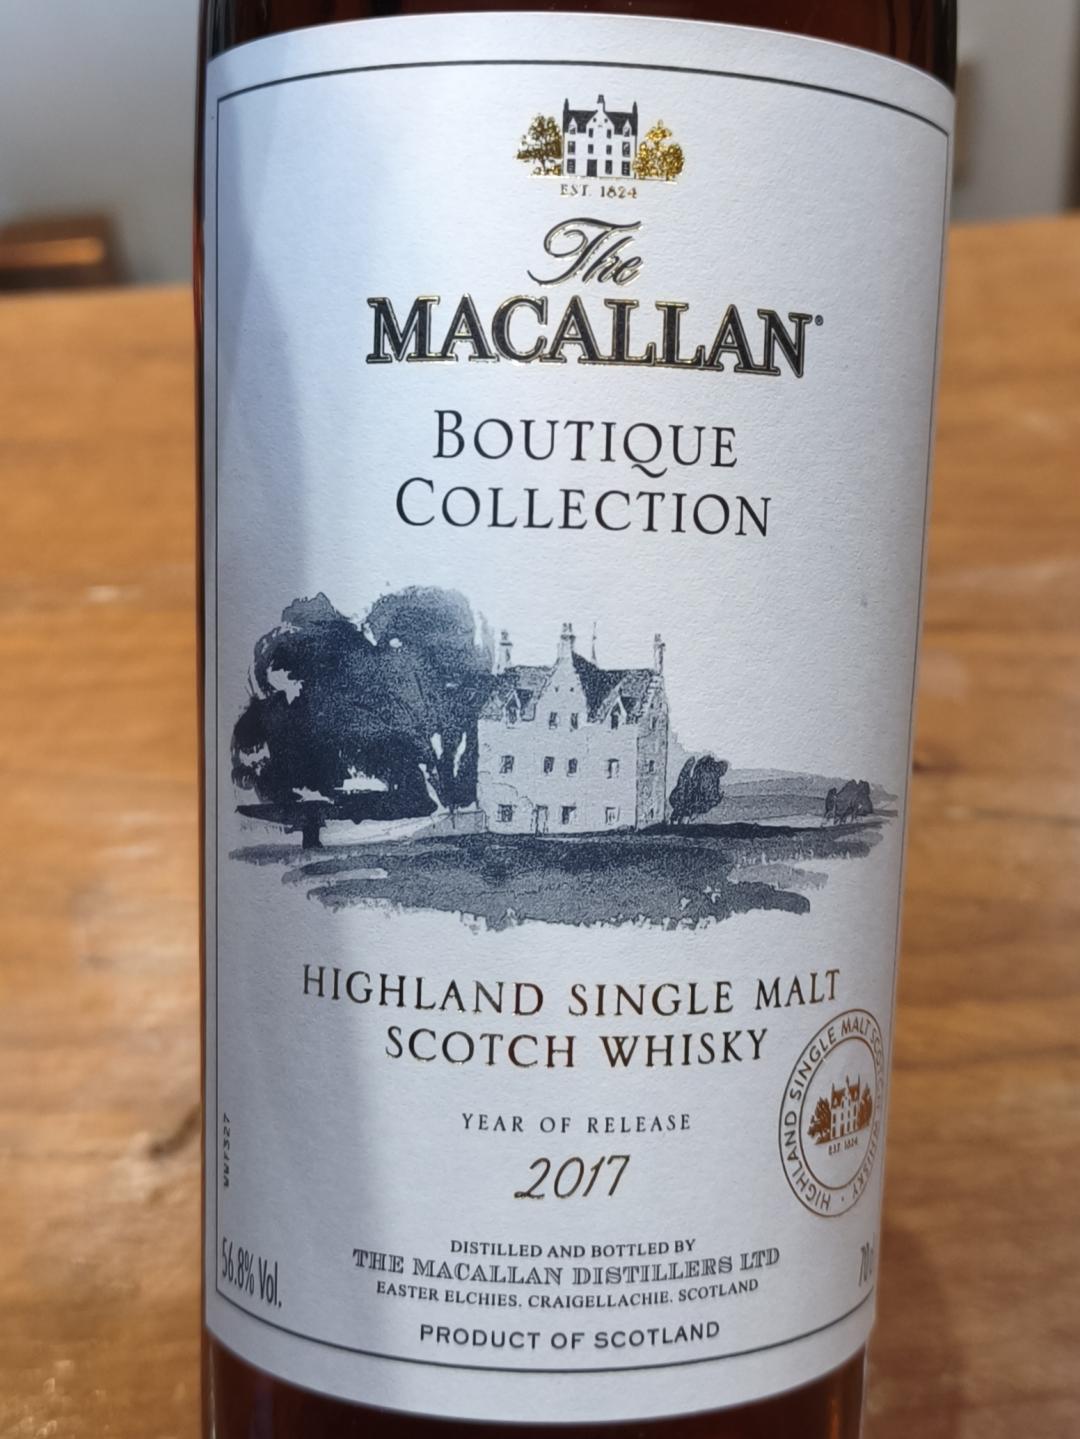 EST. 1824
The
MACALLAN®
BOUTIQUE
COLLECTION
HIGHLAND SINGLE MALT
SCOTCH WHISKY
HIGHLAND SINGLE MALT SCOTCH WHISKY ·
EST. 1824
YEAR OF RELEASE
2017
DISTILLED AND BOTTLED BY
THE MACALLAN DISTILLERS LTD
EASTER ELCHIES, CRAIGELLACHIE, SCOTLAND
56.8% Vol.
PRODUCT OF SCOTLAND